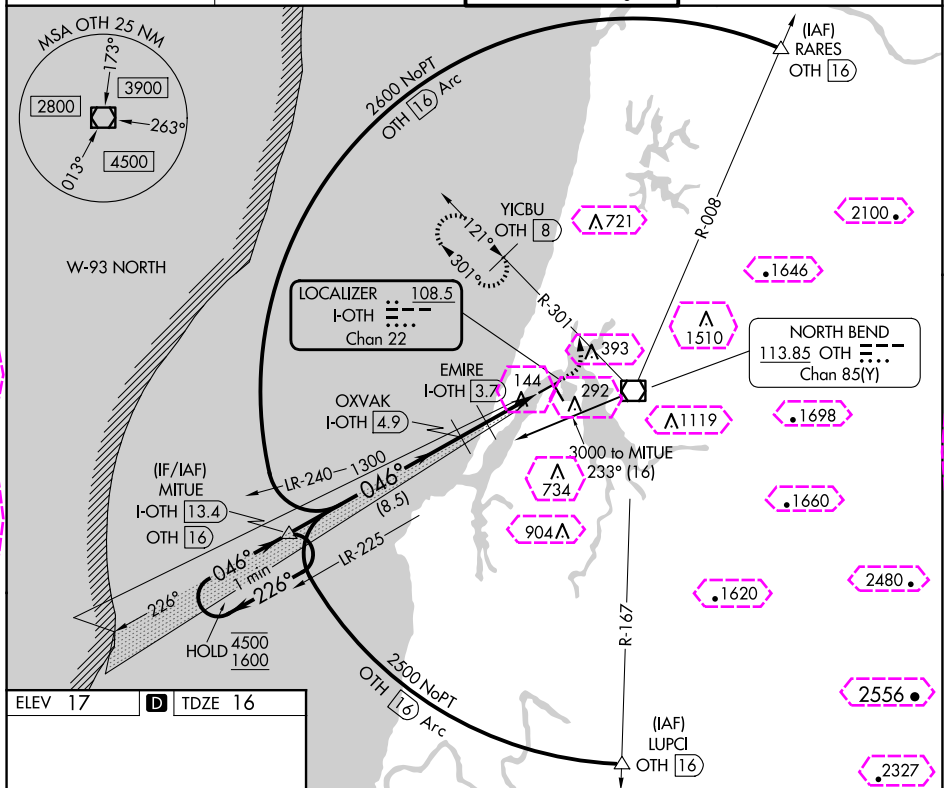 MSA OTH 25 NM
173°
3900
2800
263°
013°
4500
(IAF)
RARES
OTH 16
2600 NoPT
OTH 16 Arc
YICBU
OTH 8
721
2100
R-008
121°
301°
1646
W-93 NORTH
R-301
LOCALIZER 108.5
I-OTH
Chan 22
1510
NORTH BEND
113.85 OTH
Chan 85(Y)
393
EMIRE
I-OTH 3.7
144
292
OXVAK
I-OTH 4.9
1119
1698
3000 to MITUE
233° (16)
LR-240
1300
046°
(8.5)
(IF/IAF)
MITUE
I-OTH 13.4
OTH 16
734
1660
904
LR-225
046°
1 min
226°
226°
1620
2480
HOLD 4500
1600
R-167
2500 NoPT
OTH 16 Arc
2556
ELEV 17 D TDZE 16
(IAF)
LUPCI
OTH 16
2327